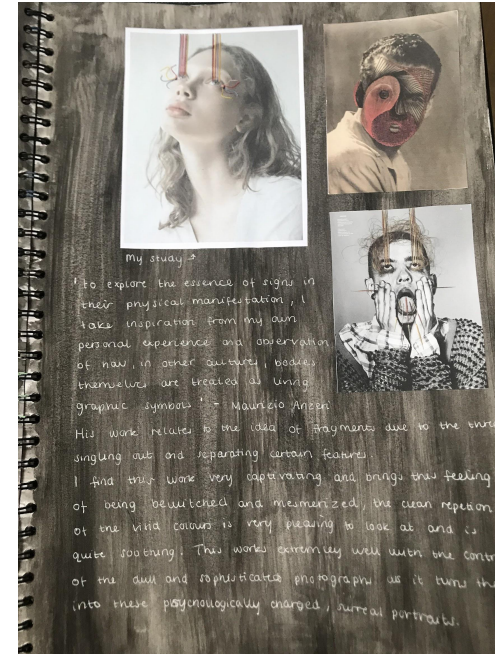 my study →
' to explore the essence of signs in
their physical manifestation, I
take inspiration from my own
personal experience and observation
of how, in other cultures, bodies
themselves are treated as living
graphic symbols ' - Maurizio Anzeri
His work relates to the idea of fragments due to the thre
singling out and separating certain features.
I find this work very captivating and brings this feeling
of being bewitched and mesmerized, the clean repetion
of the vivid colours is very pleasing to look at and is
quite soothing. This works extremley well with the contr
of the dull and sophisticated photographs as it turns th
into these psychologically charged, surreal portraits.